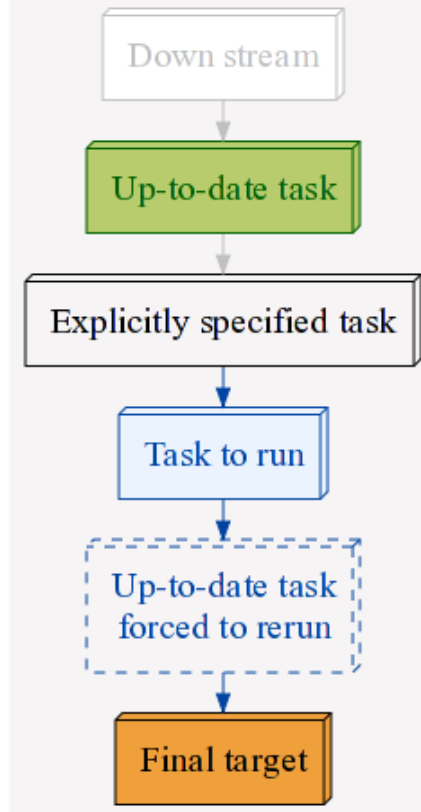 Down stream
Up-to-date task
Explicitly specified task
Task to run
Up-to-date task
forced to rerun
Final target